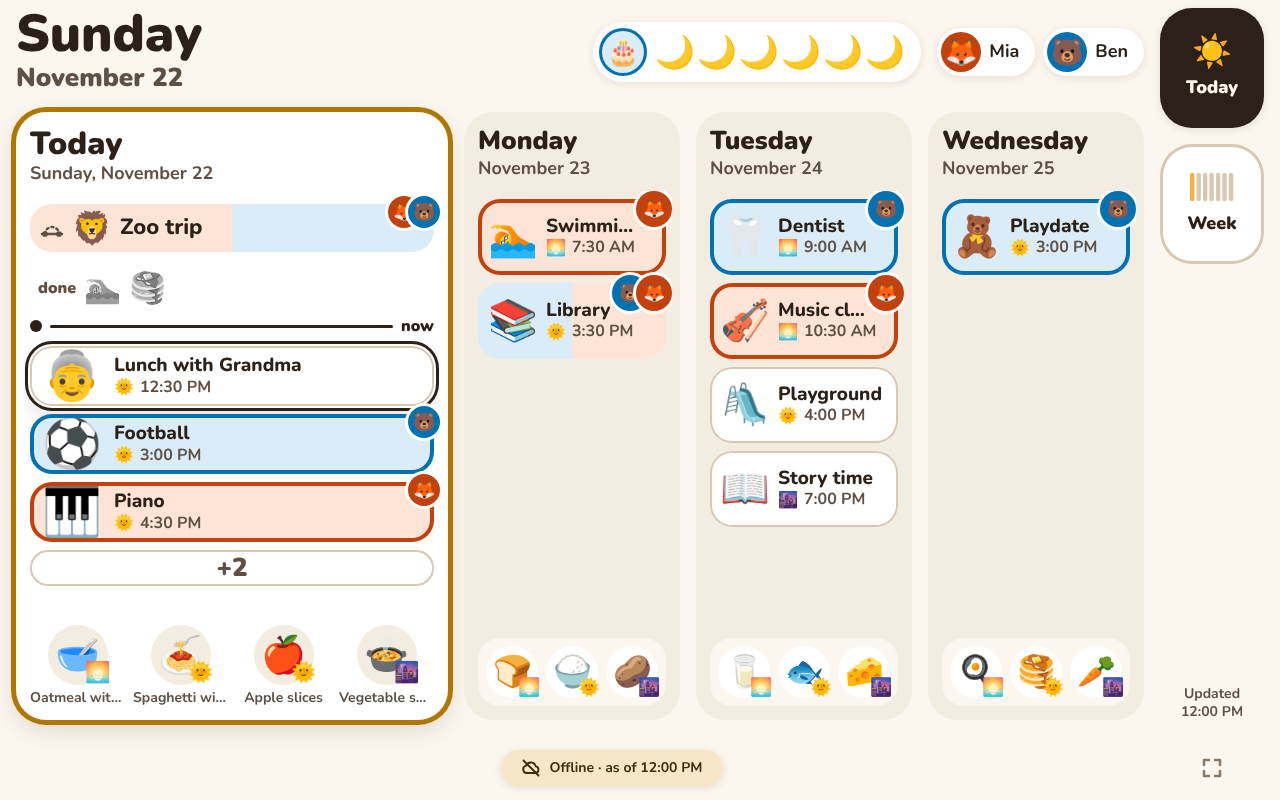 Sunday
November 22
Mia
Ben
Today
Week
Today
Sunday, November 22
Zoo trip
done
now
Lunch with Grandma
12:30 PM
Football
3:00 PM
Piano
4:30 PM
+2
Oatmeal wit...
Spaghetti wi...
Apple slices
Vegetable s...
Monday
November 23
Swimmi...
7:30 AM
Library
3:30 PM
Tuesday
November 24
Dentist
9:00 AM
Music cl...
10:30 AM
Playground
4:00 PM
Story time
7:00 PM
Wednesday
November 25
Playdate
3:00 PM
Updated
12:00 PM
Offline · as of 12:00 PM